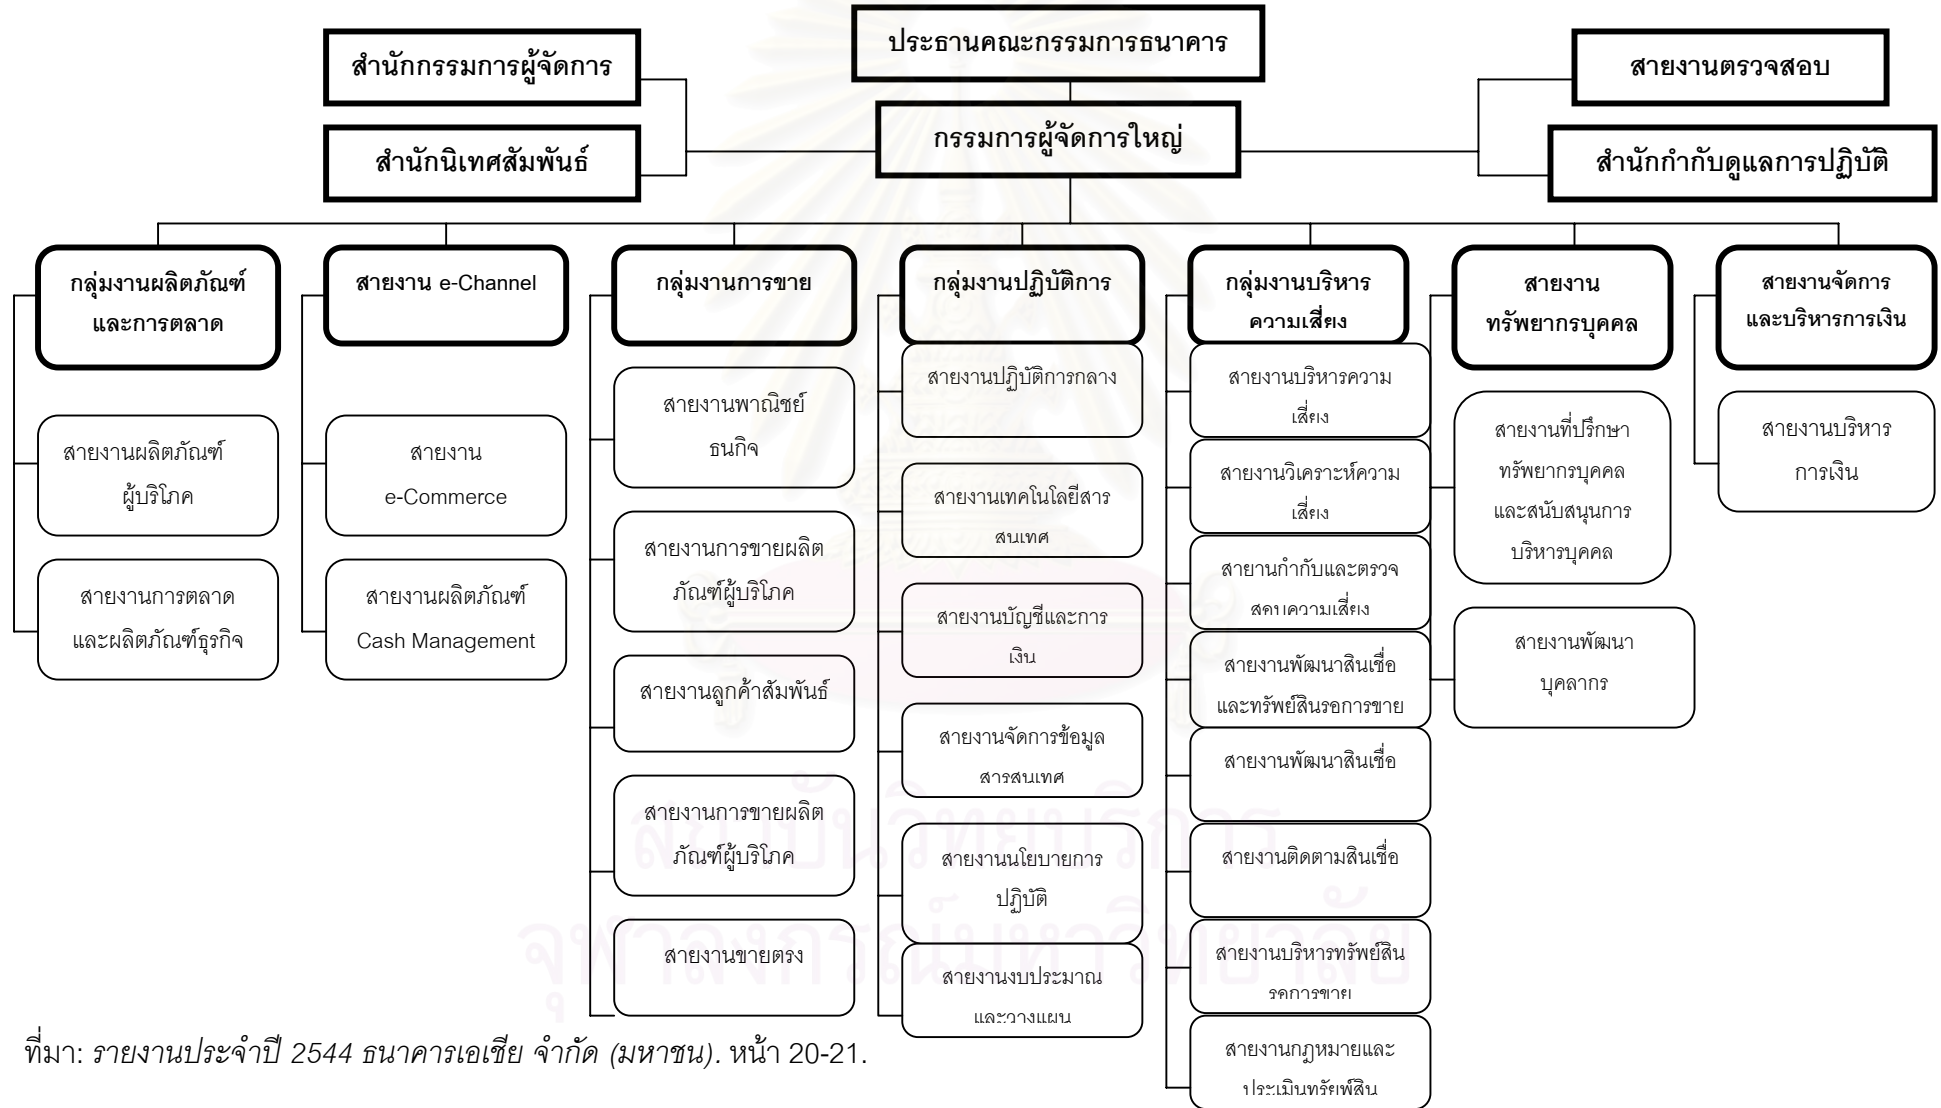 ประธานคณะกรรมการธนาคาร
สำนักกรรมการผู้จัดการ
สายงานตรวจสอบ
กรรมการผู้จัดการใหญ่
สำนักนิเทศสัมพันธ์
สำนักกำกับดูแลการปฏิบัติ
กลุ่มงานผลิตภัณฑ์
และการตลาด
สายงานผลิตภัณฑ์
ผู้บริโภค
สายงานการตลาด
และผลิตภัณฑ์ธุรกิจ
สายงาน e-Channel
สายงาน
e-Commerce
สายงานผลิตภัณฑ์
Cash Management
กลุ่มงานการขาย
สายงานพาณิชย์
ธนกิจ
สายงานการขายผลิต
ภัณฑ์ผู้บริโภค
สายงานลูกค้าสัมพันธ์
สายงานการขายผลิต
ภัณฑ์ผู้บริโภค
สายงานขายตรง
กลุ่มงานปฏิบัติการ
สายงานปฏิบัติการกลาง
สายงานเทคโนโลยีสาร
สนเทศ
สายงานบัญชีและการ
เงิน
สายงานจัดการข้อมูล
สารสนเทศ
สายงานนโยบายการ
ปฏิบัติ
สายงานงบประมาณ
และวางแผน
กลุ่มงานบริหาร
ความเสี่ยง
สายงานบริหารความ
เสี่ยง
สายงานวิเคราะห์ความ
เสี่ยง
สายานกำกับและตรวจ
สอบความเสี่ยง
สายงานพัฒนาสินเชื่อ
และทรัพย์สินรอการขาย
สายงานพัฒนาสินเชื่อ
สายงานติดตามสินเชื่อ
สายงานบริหารทรัพย์สิน
รอการขาย
สายงานกฎหมายและ
ประเมินทรัยพ์สิน
สายงาน
ทรัพยากรบุคคล
สายงานที่ปรึกษา
ทรัพยากรบุคคล
และสนับสนุนการ
บริหารบุคคล
สายงานพัฒนา
บุคลากร
สายงานจัดการ
และบริหารการเงิน
สายงานบริหาร
การเงิน
สถาบันวิทยบริการ
จุฬาลงกรณ์มหาวิทยาลัย
ที่มา: รายงานประจำปี 2544 ธนาคารเอเชีย จำกัด (มหาชน). หน้า 20-21.